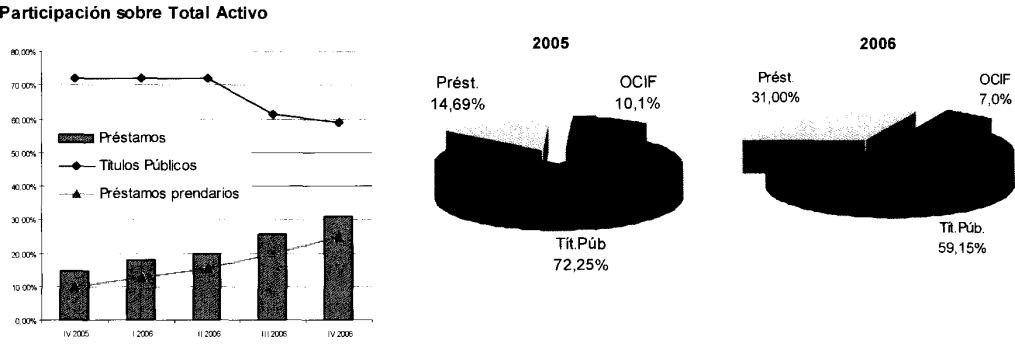 Participación sobre Total Activo
80,00%
70,00%
60,00%
50,00%
40,00%
30,00%
20,00%
10,00%
0,00%
Préstamos
Títulos Públicos
Préstamos prendarios
IV 2005
I 2006
II 2006
III 2006
IV 2006
2005
Prést.
14,69%
OCIF
10,1%
Tít.Púb
72,25%
2006
Prést.
31,00%
OCIF
7,0%
Tít.Púb.
59,15%